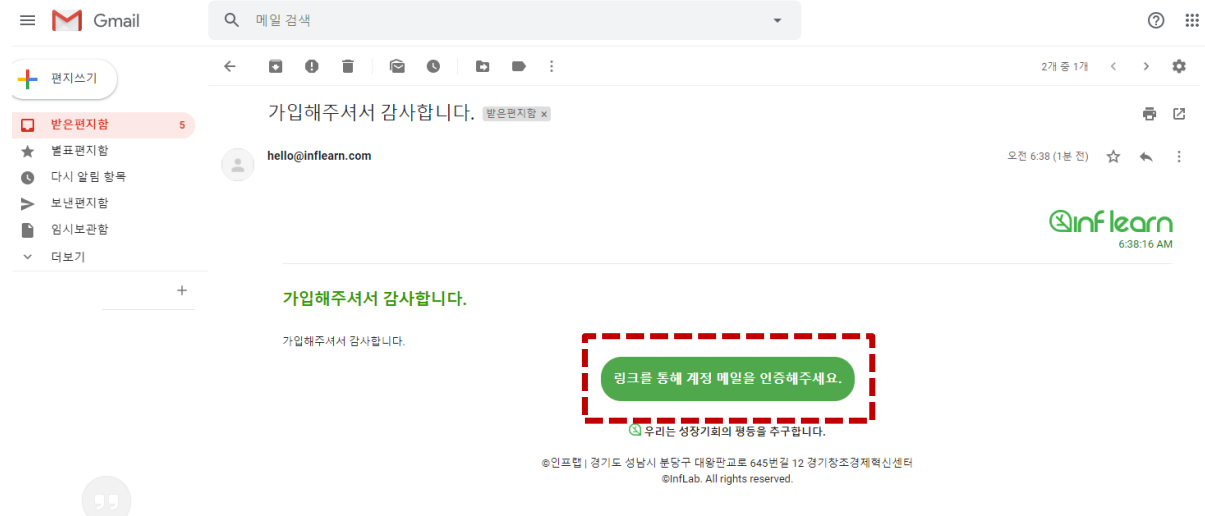 Gmail
메일 검색
편지쓰기
2개 중 1개
받은편지함 5
별표편지함
다시 알림 항목
보낸편지함
임시보관함
더보기
가입해주셔서 감사합니다. 받은편지함 x
hello@inflearn.com
오전 6:38 (1분 전)
inflearn
6:38:16 AM
가입해주셔서 감사합니다.
가입해주셔서 감사합니다.
링크를 통해 계정 메일을 인증해주세요.
우리는 성장기회의 평등을 추구합니다.
©인프랩 | 경기도 성남시 분당구 대왕판교로 645번길 12 경기창조경제혁신센터
©InfLab. All rights reserved.